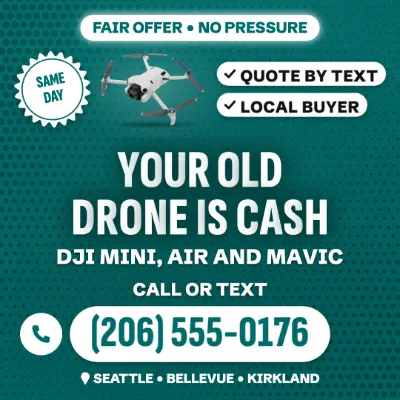 FAIR OFFER • NO PRESSURE
SAME
DAY
✓ QUOTE BY TEXT
✓ LOCAL BUYER
YOUR OLD
DRONE IS CASH
DJI MINI, AIR AND MAVIC
CALL OR TEXT
(206) 555-0176
SEATTLE • BELLEVUE • KIRKLAND